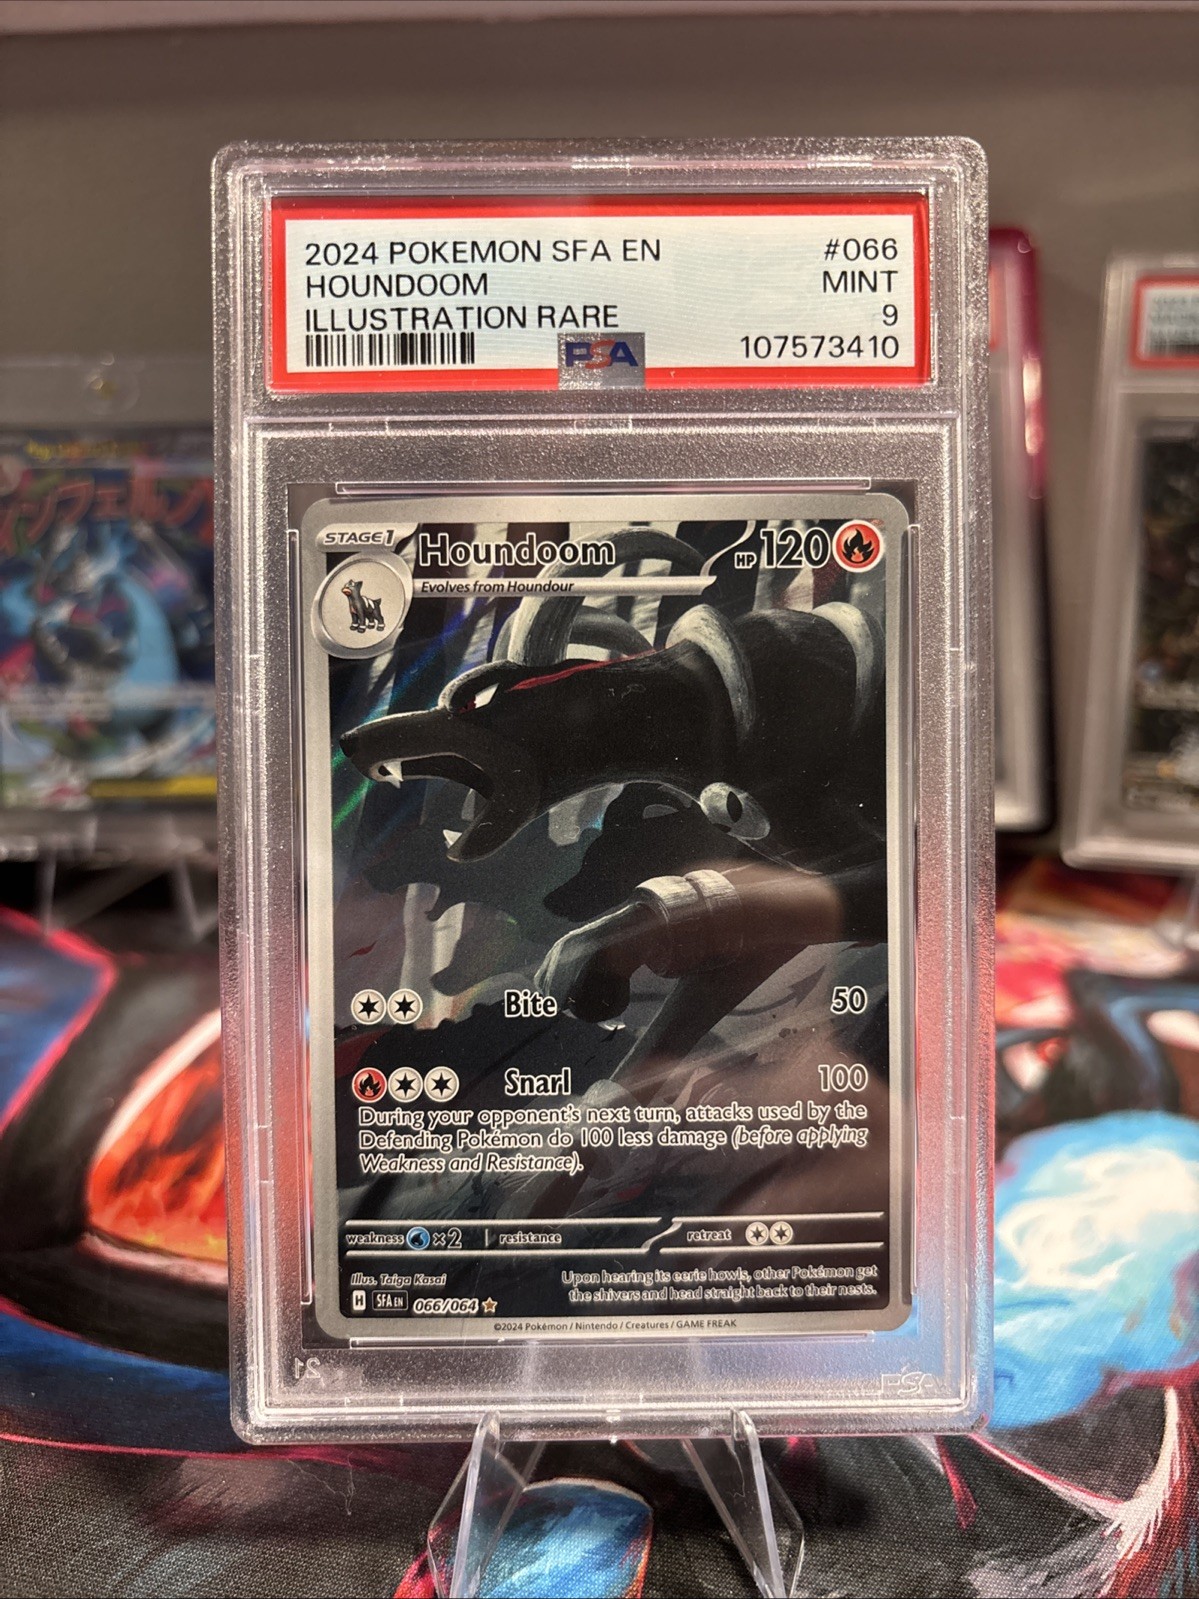 2024 POKEMON SFA EN #066
HOUNDOOM MINT
ILLUSTRATION RARE 9
PSA 107573410
STAGE 1
Houndoom HP 120
Evolves from Houndour
Bite 50
Snarl 100
During your opponent's next turn, attacks used by the
Defending Pokémon do 100 less damage (before applying
Weakness and Resistance).
weakness ×2 resistance retreat
Illus. Taiga Kasai
Upon hearing its eerie howls, other Pokémon get
the shivers and head straight back to their nests.
H SFA EN 066/064
©2024 Pokémon / Nintendo / Creatures / GAME FREAK
PSA